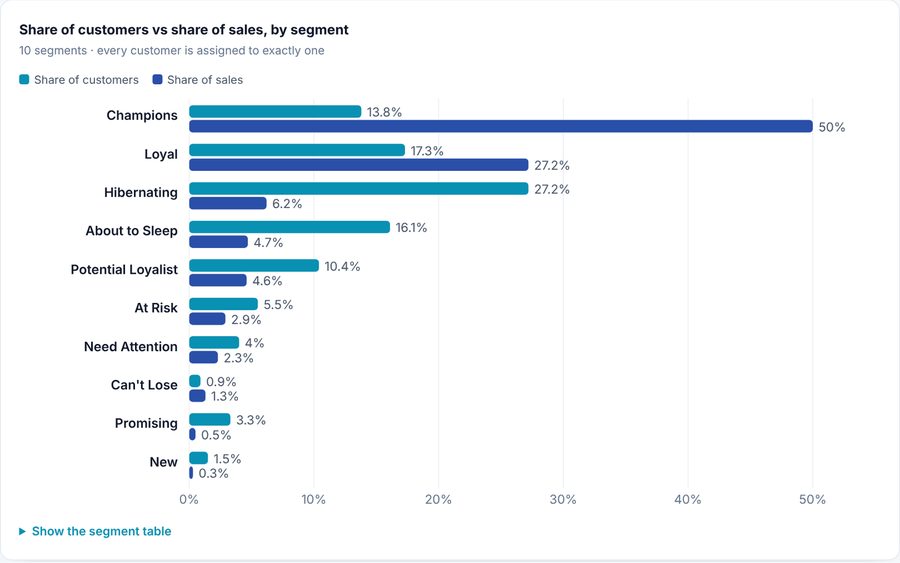 Share of customers vs share of sales, by segment
10 segments · every customer is assigned to exactly one
Share of customers Share of sales
Champions 13.8%
50%
Loyal 17.3%
27.2%
Hibernating 27.2%
6.2%
About to Sleep 16.1%
4.7%
Potential Loyalist 10.4%
4.6%
At Risk 5.5%
2.9%
Need Attention 4%
2.3%
Can't Lose 0.9%
1.3%
Promising 3.3%
0.5%
New 1.5%
0.3%
0% 10% 20% 30% 40% 50%
▶ Show the segment table